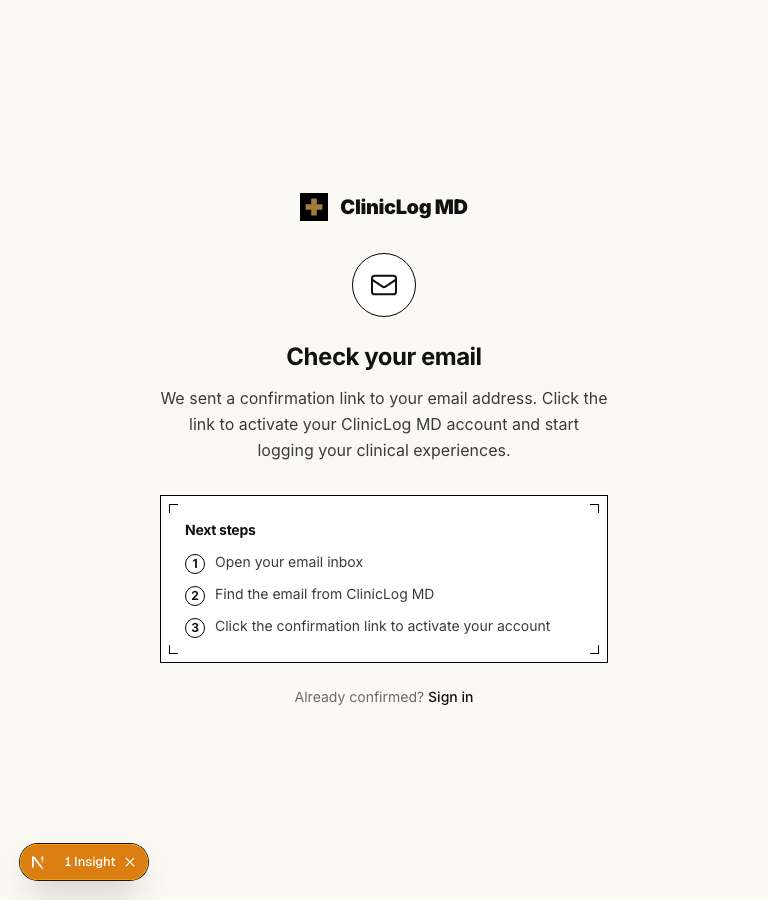 ClinicLog MD
Check your email
We sent a confirmation link to your email address. Click the
link to activate your ClinicLog MD account and start
logging your clinical experiences.
Next steps
1 Open your email inbox
2 Find the email from ClinicLog MD
3 Click the confirmation link to activate your account
Already confirmed? Sign in
N 1 Insight